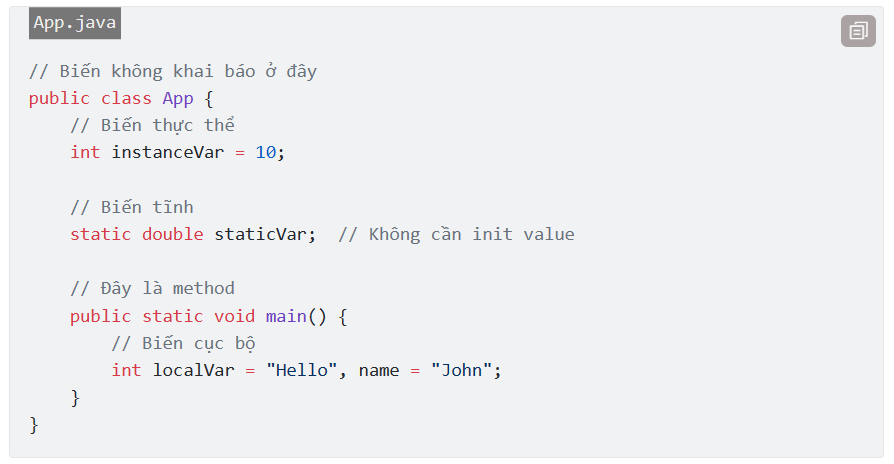 App.java
// Biến không khai báo ở đây
public class App {
    // Biến thực thể
    int instanceVar = 10;
    // Biến tĩnh
    static double staticVar;  // Không cần init value
    // Đây là method
    public static void main() {
        // Biến cục bộ
        int localVar = "Hello", name = "John";
    }
}